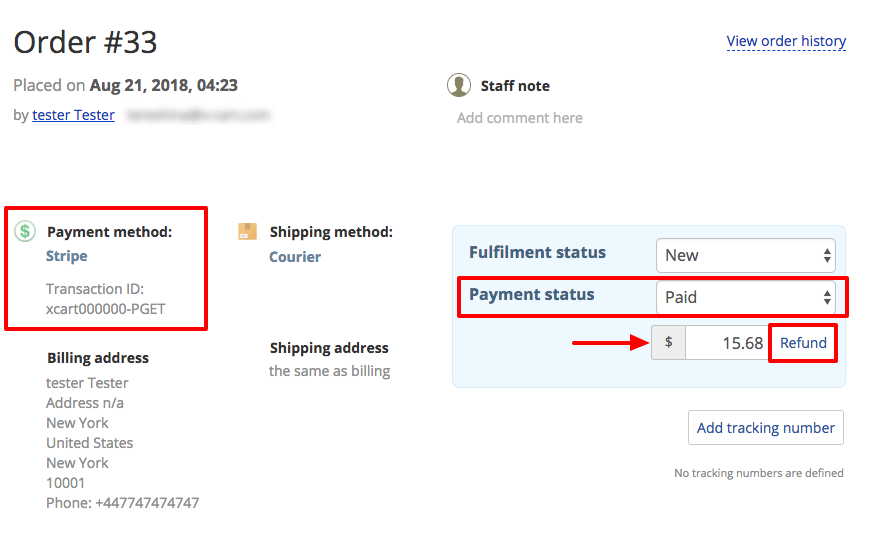 Order #33
View order history
Placed on Aug 21, 2018, 04:23
by tester Tester
Staff note
Add comment here
$
Payment method:
Stripe
Transaction ID:
xcart000000-PGET
Shipping method:
Courier
Fulfilment status
New
Payment status
Paid
$
15.68
Refund
Billing address
tester Tester
Address n/a
New York
United States
New York
10001
Phone: +447747474747
Shipping address
the same as billing
Add tracking number
No tracking numbers are defined